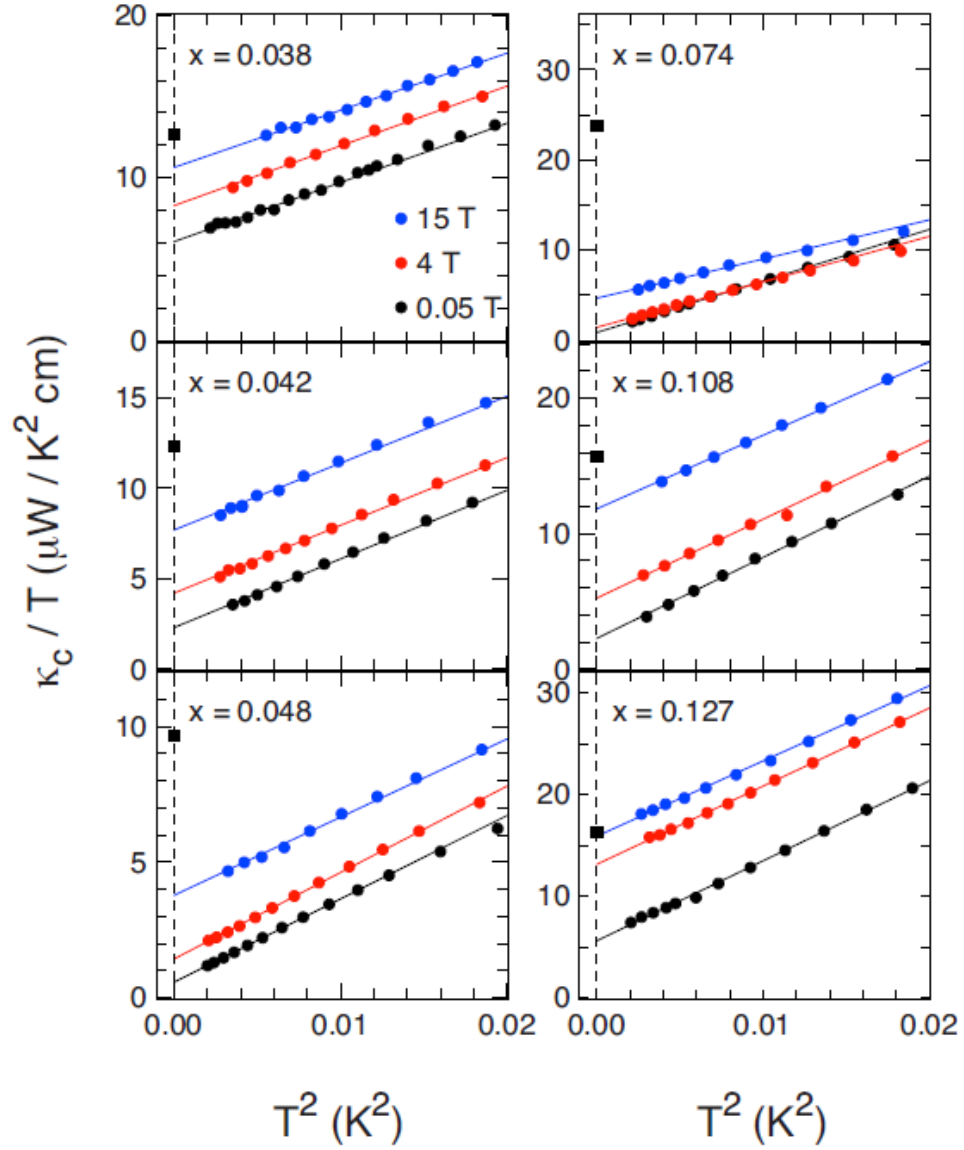 κc / T (μW / K² cm)
20
10
0
x = 0.038
15 T
4 T
0.05 T
30
20
10
0
x = 0.074
15
10
5
0
x = 0.042
20
10
0
x = 0.108
10
5
0
x = 0.048
30
20
10
0
x = 0.127
0.00 0.01 0.02
0.00 0.01 0.02
T² (K²)
T² (K²)